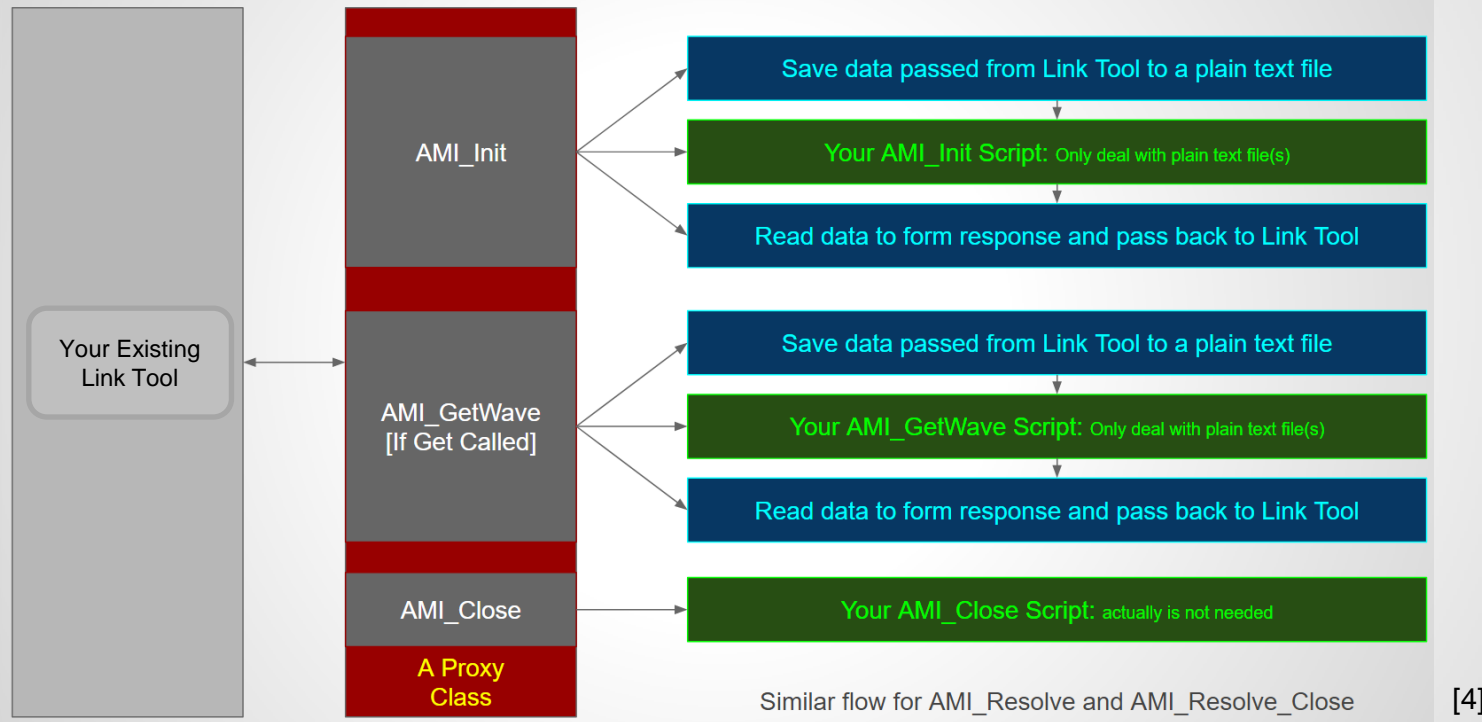 Your Existing
Link Tool
AMI_Init
Save data passed from Link Tool to a plain text file
Your AMI_Init Script: Only deal with plain text file(s)
Read data to form response and pass back to Link Tool
AMI_GetWave
[If Get Called]
Save data passed from Link Tool to a plain text file
Your AMI_GetWave Script: Only deal with plain text file(s)
Read data to form response and pass back to Link Tool
AMI_Close
Your AMI_Close Script: actually is not needed
A Proxy
Class
Similar flow for AMI_Resolve and AMI_Resolve_Close
[4]